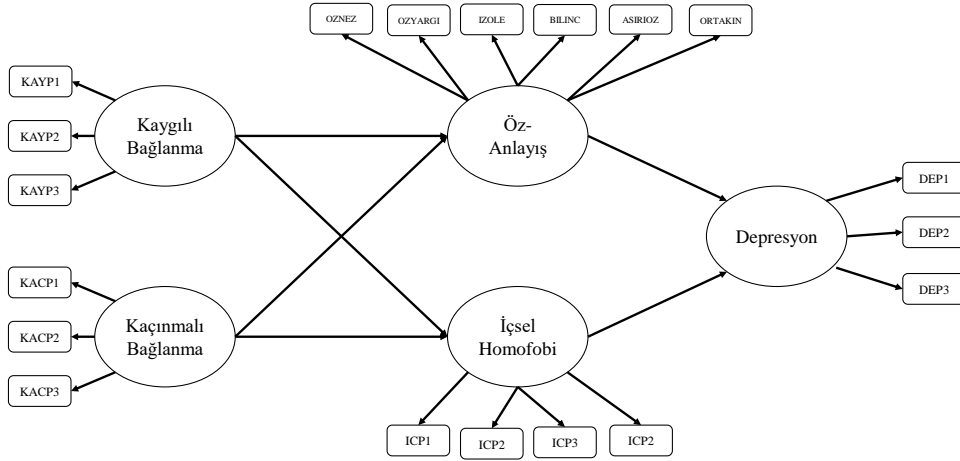 OZNEZ
OZYARGI
IZOLE
BILINC
ASIRIOZ
ORTAKIN
KAYP1
KAYP2
KAYP3
Kaygılı
Bağlanma
Öz-
Anlayış
DEP1
DEP2
DEP3
Depresyon
KACP1
KACP2
KACP3
Kaçınmalı
Bağlanma
İçsel
Homofobi
ICP1
ICP2
ICP3
ICP2